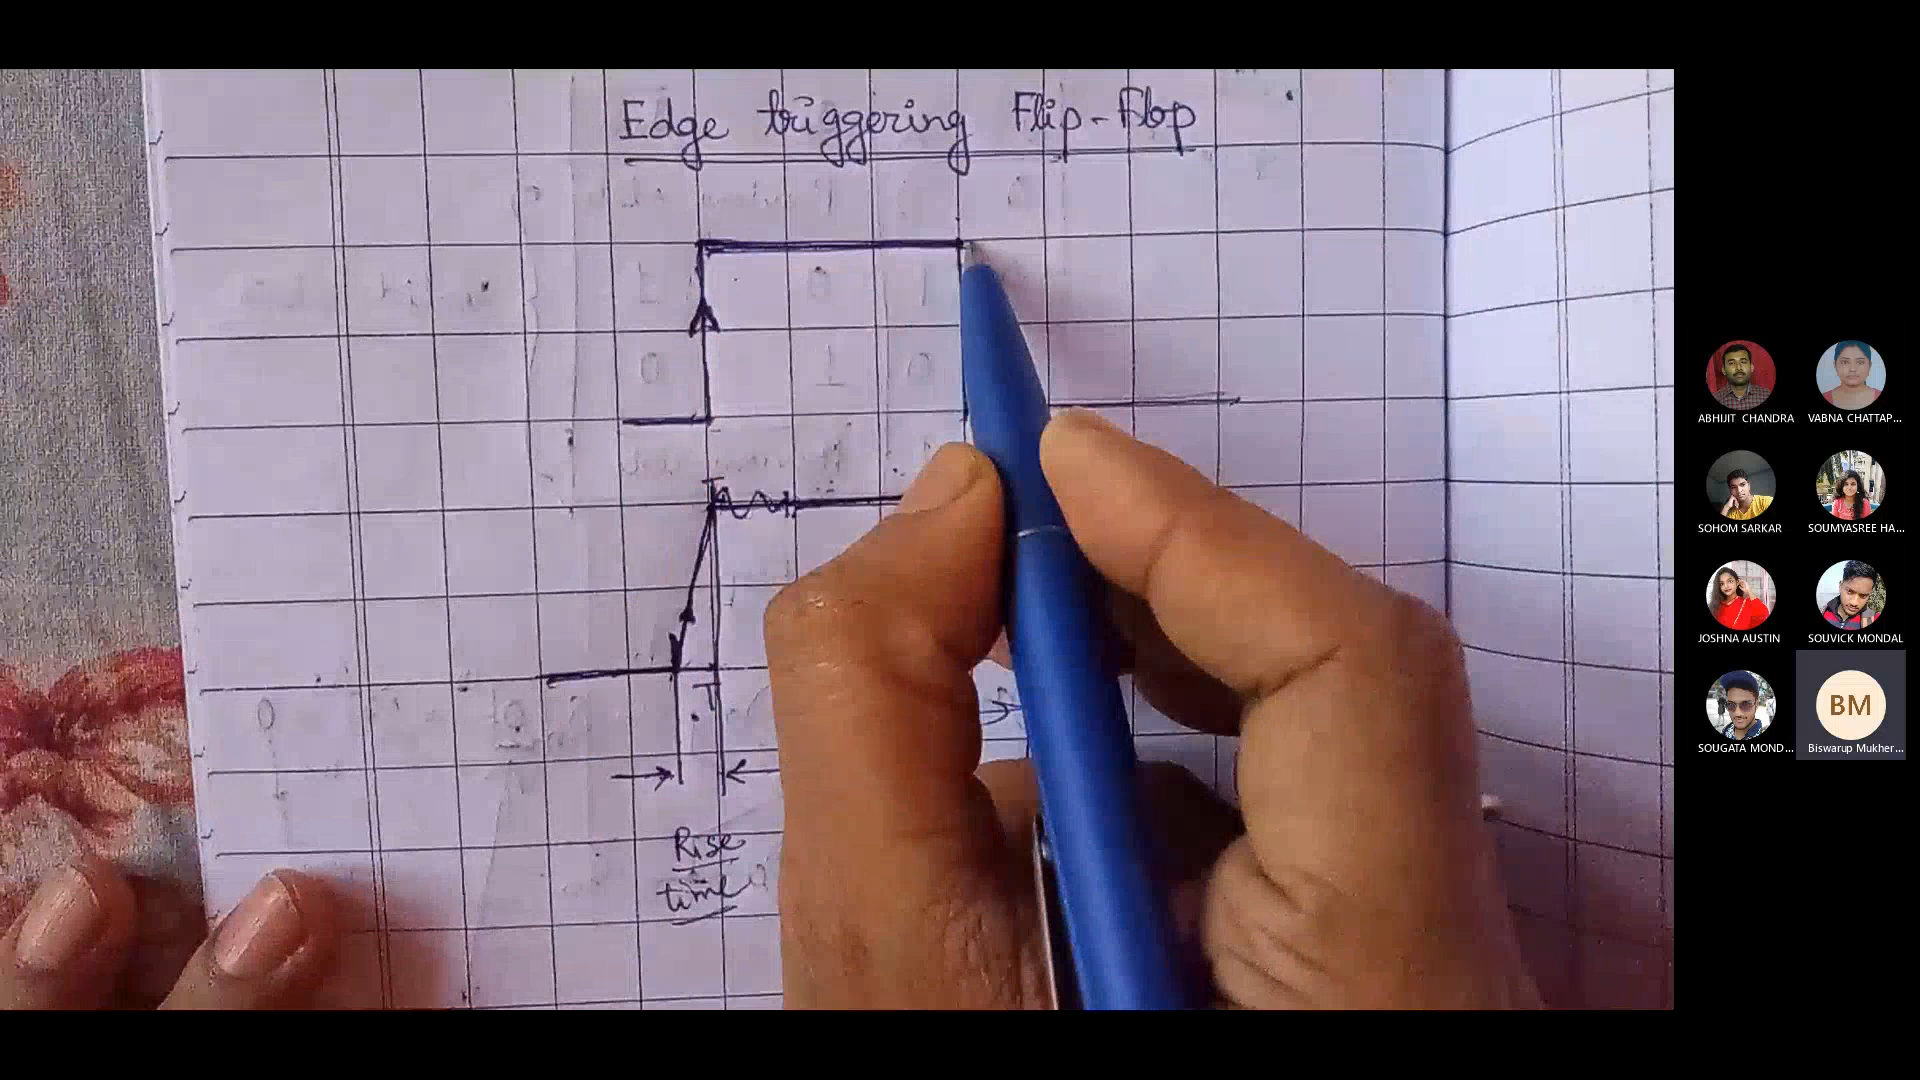 Edge triggering Flip-Flop
Rise
time
ABHIJIT CHANDRA
VABNA CHATTAP...
SOHOM SARKAR
SOUMYASREE HA...
JOSHNA AUSTIN
SOUVICK MONDAL
SOUGATA MOND...
BM
Biswarup Mukher...